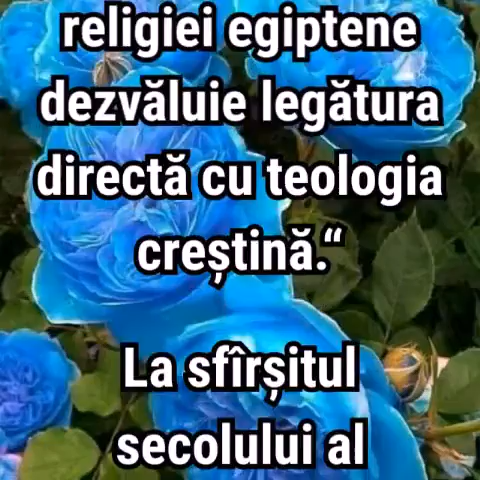 religiei egiptene
dezvăluie legătura
directă cu teologia
creștină.“
La sfîrșitul
secolului al